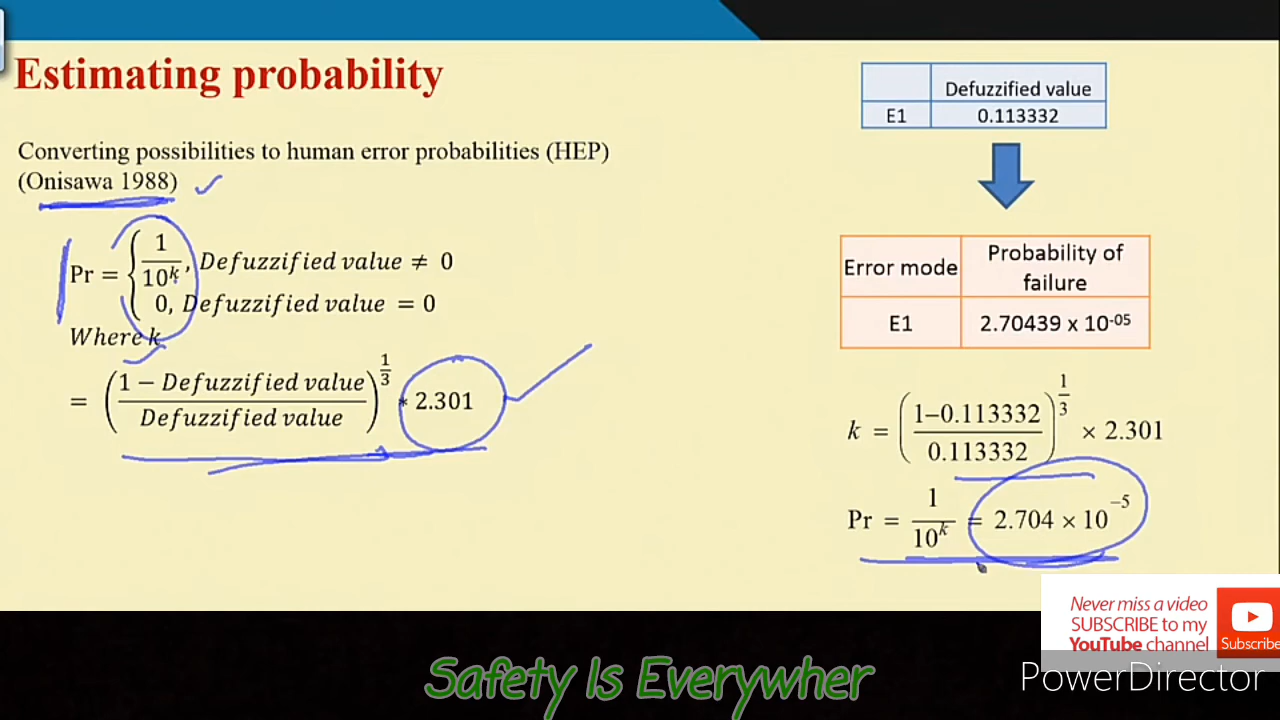 Estimating probability
Converting possibilities to human error probabilities (HEP)
(Onisawa 1988)
Pr = { 1/10^k, Defuzzified value ≠ 0
0, Defuzzified value = 0
Where k
= ((1 − Defuzzified value)/(Defuzzified value))^(1/3) * 2.301
Defuzzified value
E1 0.113332
Error mode Probability of failure
E1 2.70439 x 10^-05
k = ((1–0.113332)/(0.113332))^(1/3) × 2.301
Pr = 1/10^k = 2.704 × 10^−5
Never miss a video
SUBSCRIBE to my
YouTube channel
Subscribe
PowerDirector
Safety Is Everywher